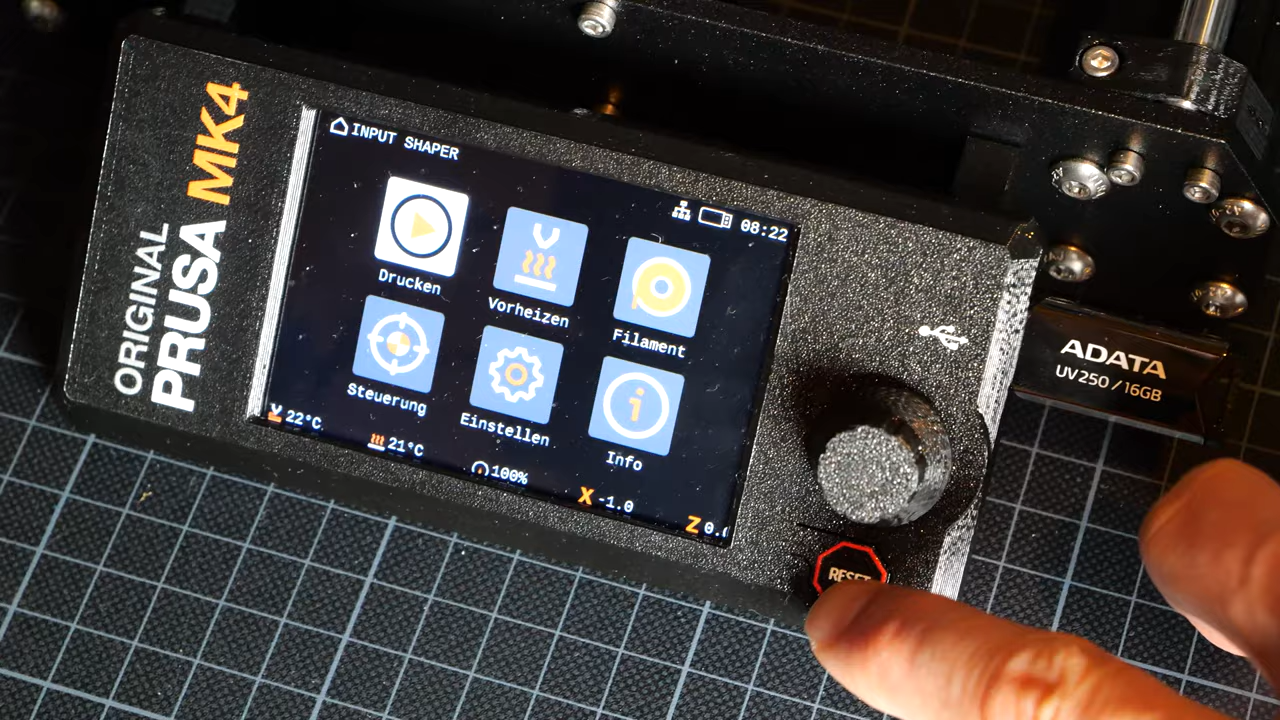 ORIGINAL
PRUSA MK4
INPUT SHAPER
08:22
Drucken
Vorheizen
Filament
Steuerung
Einstellen
Info
22°C
21°C
100%
X -1.0
Z 0.
ADATA
UV250 / 16GB
RESET